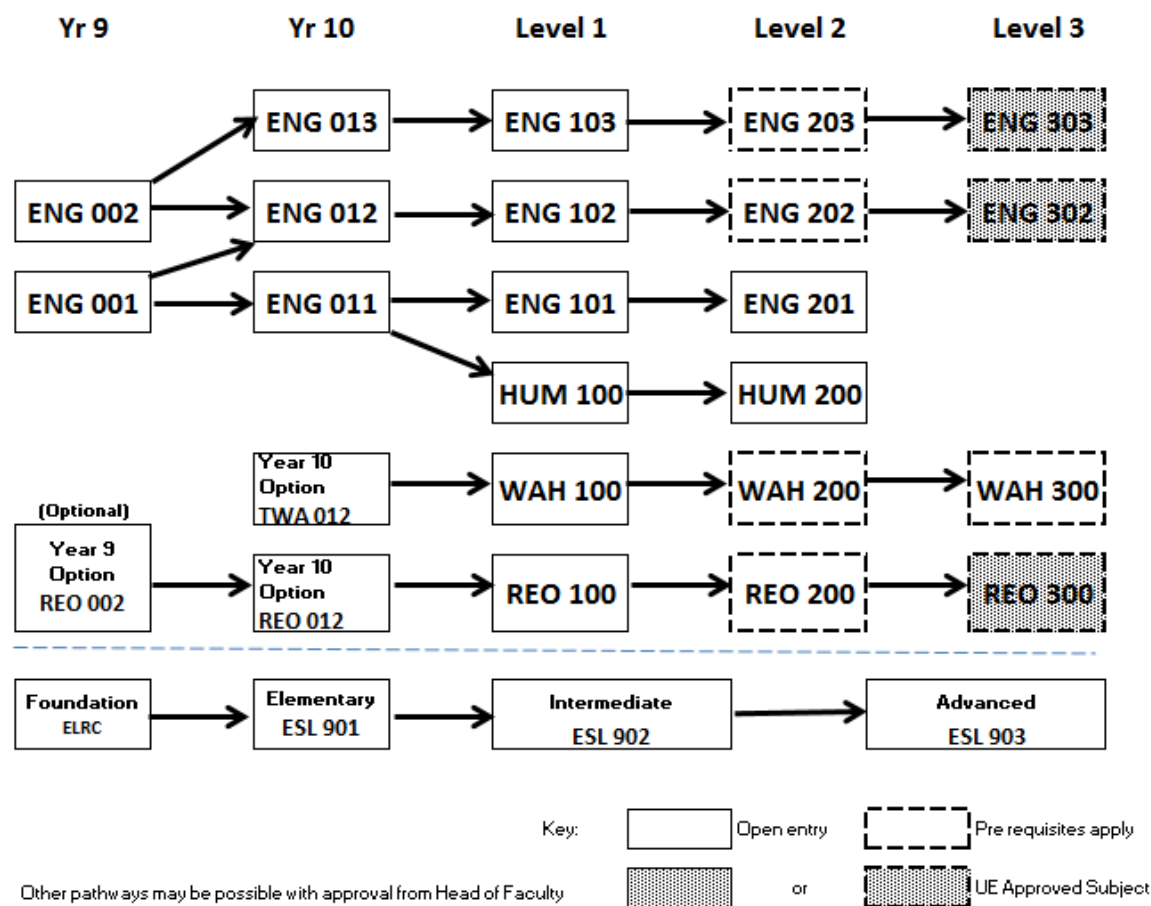 Yr 9 Yr 10 Level 1 Level 2 Level 3
ENG 013 ENG 103 ENG 203 ENG 303
ENG 002 ENG 012 ENG 102 ENG 202 ENG 302
ENG 001 ENG 011 ENG 101 ENG 201
HUM 100 HUM 200
Year 10
Option
TWA 012
WAH 100 WAH 200 WAH 300
(Optional)
Year 9
Option
REO 002
Year 10
Option
REO 012
REO 100 REO 200 REO 300
Foundation
ELRC
Elementary
ESL 901
Intermediate
ESL 902
Advanced
ESL 903
Key: Open entry Pre requisites apply
Other pathways may be possible with approval from Head of Faculty or UE Approved Subject